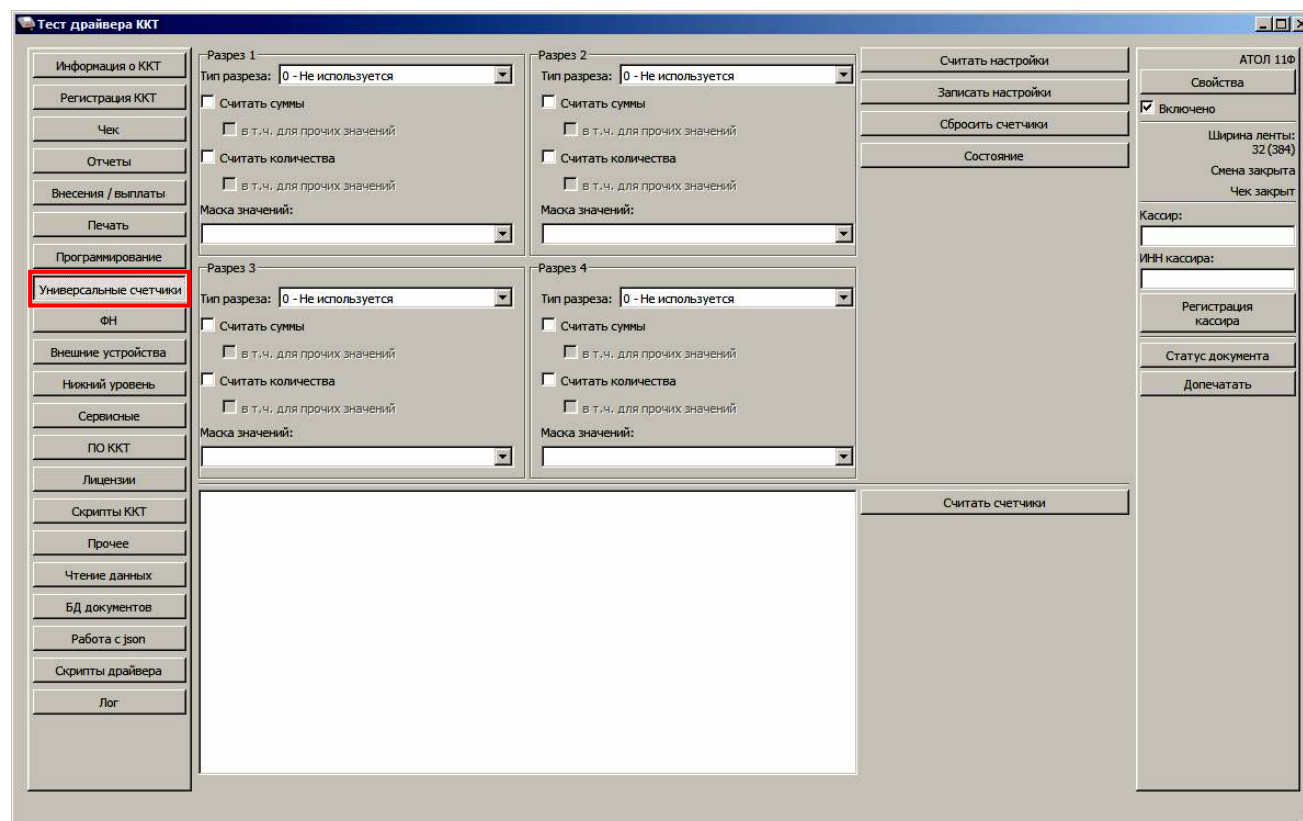 Тест драйвера ККТ
Информация о ККТ
Регистрация ККТ
Чек
Отчеты
Внесения / выплаты
Печать
Программирование
Универсальные счетчики
ФН
Внешние устройства
Нижний уровень
Сервисные
ПО ККТ
Лицензии
Скрипты ККТ
Прочее
Чтение данных
БД документов
Работа с json
Скрипты драйвера
Лог
Разрез 1
Тип разреза: 0 - Не используется
Считать суммы
в т.ч. для прочих значений
Считать количества
в т.ч. для прочих значений
Маска значений:
Разрез 2
Тип разреза: 0 - Не используется
Считать суммы
в т.ч. для прочих значений
Считать количества
в т.ч. для прочих значений
Маска значений:
Разрез 3
Тип разреза: 0 - Не используется
Считать суммы
в т.ч. для прочих значений
Считать количества
в т.ч. для прочих значений
Маска значений:
Разрез 4
Тип разреза: 0 - Не используется
Считать суммы
в т.ч. для прочих значений
Считать количества
в т.ч. для прочих значений
Маска значений:
Считать настройки
Записать настройки
Сбросить счетчики
Состояние
Считать счетчики
АТОЛ 11Ф
Свойства
Включено
Ширина ленты:
32 (384)
Смена закрыта
Чек закрыт
Кассир:
ИНН кассира:
Регистрация
кассира
Статус документа
Допечатать